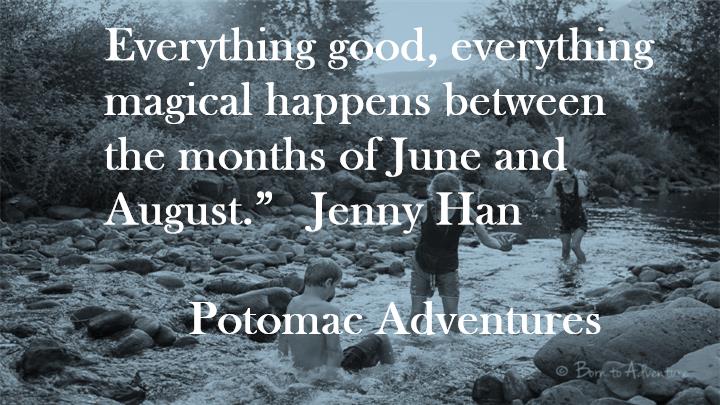 Everything good, everything
magical happens between
the months of June and
August.” Jenny Han
Potomac Adventures
© Born to Adventure